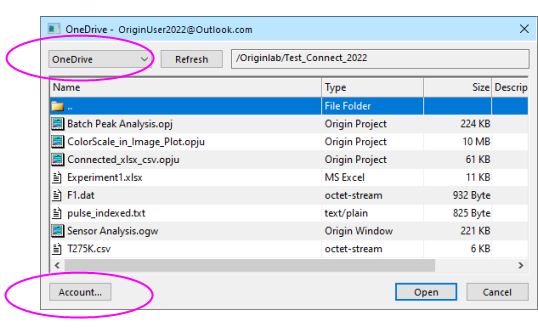 OneDrive - OriginUser2022@Outlook.com
OneDrive Refresh /Originlab/Test_Connect_2022
Name Type Size Descrip
.. File Folder
Batch Peak Analysis.opj Origin Project 224 KB
ColorScale_in_Image_Plot.opju Origin Project 10 MB
Connected_xlsx_csv.opju Origin Project 61 KB
Experiment1.xlsx MS Excel 11 KB
F1.dat octet-stream 932 Byte
pulse_indexed.txt text/plain 825 Byte
Sensor Analysis.ogw Origin Window 221 KB
T275K.csv octet-stream 6 KB
Account... Open Cancel